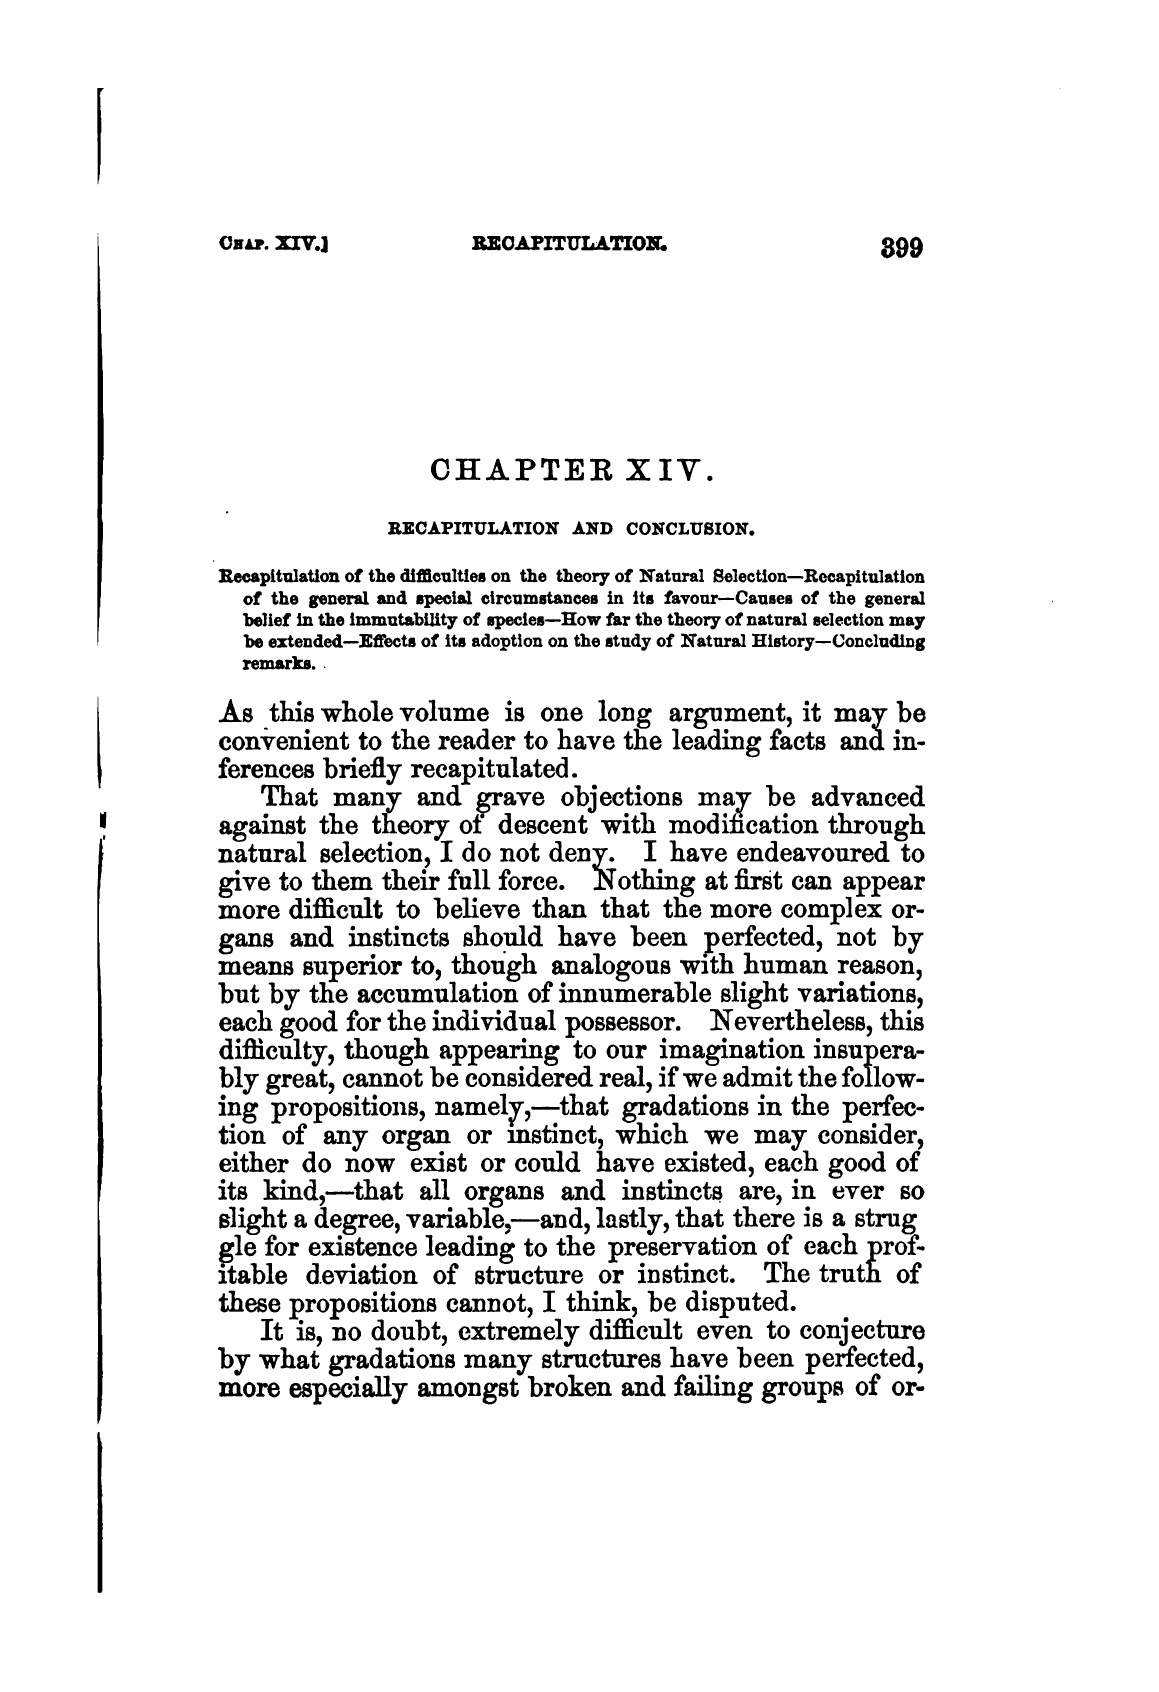 CHAP. XIV.] RECAPITULATION. 399
CHAPTER XIV.
RECAPITULATION AND CONCLUSION.
Recapitulation of the difficulties on the theory of Natural Selection—Recapitulation
of the general and special circumstances in its favour—Causes of the general
belief in the immutability of species—How far the theory of natural selection may
be extended—Effects of its adoption on the study of Natural History—Concluding
remarks.
As this whole volume is one long argument, it may be
convenient to the reader to have the leading facts and in-
ferences briefly recapitulated.
That many and grave objections may be advanced
against the theory of descent with modification through
natural selection, I do not deny. I have endeavoured to
give to them their full force. Nothing at first can appear
more difficult to believe than that the more complex or-
gans and instincts should have been perfected, not by
means superior to, though analogous with human reason,
but by the accumulation of innumerable slight variations,
each good for the individual possessor. Nevertheless, this
difficulty, though appearing to our imagination insupera-
bly great, cannot be considered real, if we admit the follow-
ing propositions, namely,—that gradations in the perfec-
tion of any organ or instinct, which we may consider,
either do now exist or could have existed, each good of
its kind,—that all organs and instincts are, in ever so
slight a degree, variable,—and, lastly, that there is a strug
gle for existence leading to the preservation of each prof-
itable deviation of structure or instinct. The truth of
these propositions cannot, I think, be disputed.
It is, no doubt, extremely difficult even to conjecture
by what gradations many structures have been perfected,
more especially amongst broken and failing groups of or-